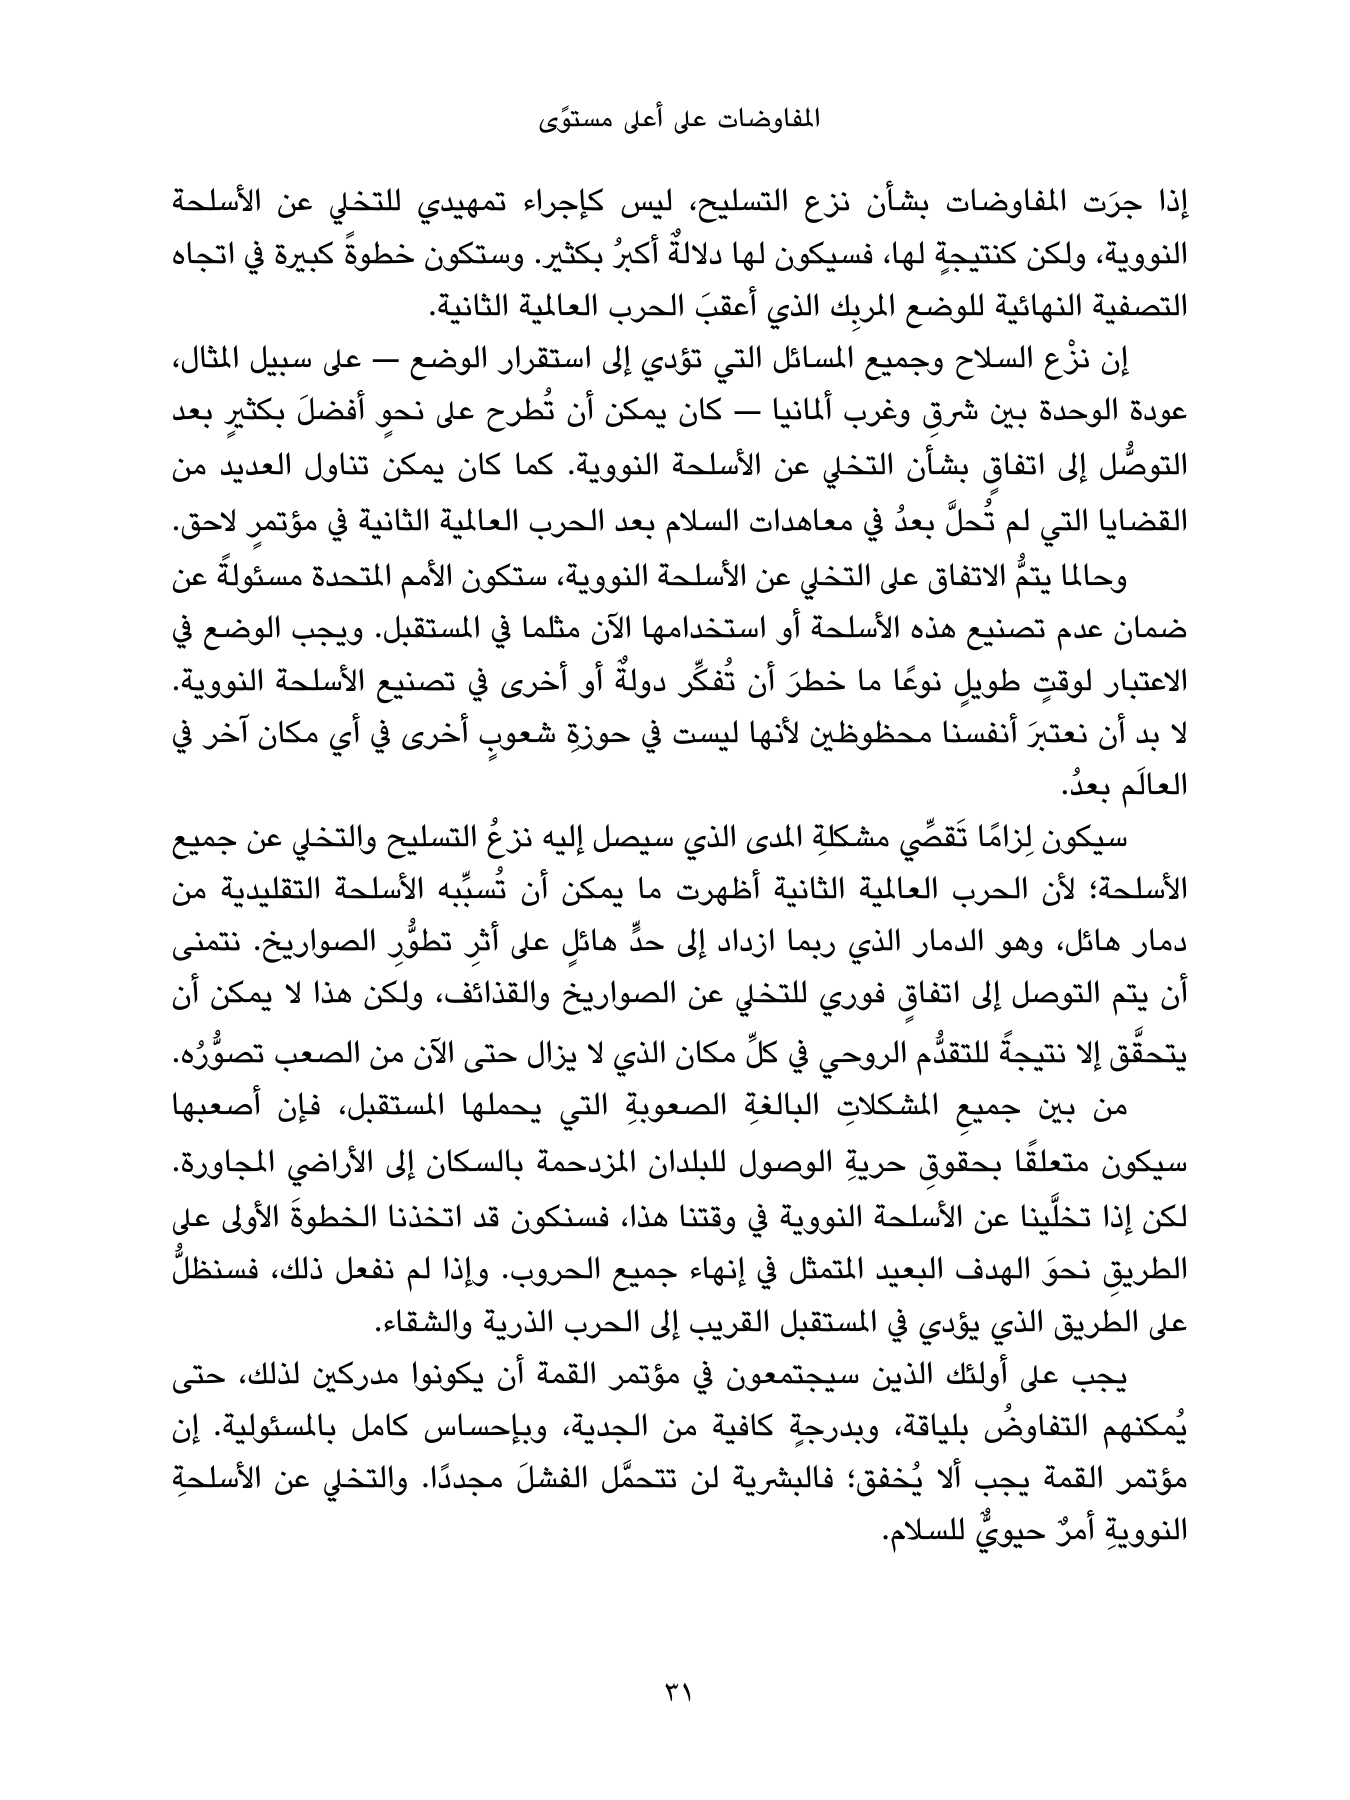 المفاوضات على أعلى مستوًى
إذا جرَت المفاوضات بشأن نزع التسليح، ليس كإجراء تمهيدي للتخلي عن الأسلحة
النووية، ولكن كنتيجةٍ لها، فسيكون لها دلالةٌ أكبرُ بكثير. وستكون خطوةً كبيرة في اتجاه
التصفية النهائية للوضع المربِك الذي أعقبَ الحرب العالمية الثانية.
إن نزْع السلاح وجميع المسائل التي تؤدي إلى استقرار الوضع — على سبيل المثال،
عودة الوحدة بين شرقِ وغرب ألمانيا — كان يمكن أن تُطرح على نحوٍ أفضلَ بكثيرٍ بعد
التوصُّل إلى اتفاقٍ بشأن التخلي عن الأسلحة النووية. كما كان يمكن تناول العديد من
القضايا التي لم تُحلَّ بعدُ في معاهدات السلام بعد الحرب العالمية الثانية في مؤتمرٍ لاحق.
وحالما يتمُّ الاتفاق على التخلي عن الأسلحة النووية، ستكون الأمم المتحدة مسئولةً عن
ضمان عدم تصنيع هذه الأسلحة أو استخدامها الآن مثلما في المستقبل. ويجب الوضع في
الاعتبار لوقتٍ طويلٍ نوعًا ما خطرَ أن تُفكِّر دولةٌ أو أخرى في تصنيع الأسلحة النووية.
لا بد أن نعتبرَ أنفسنا محظوظين لأنها ليست في حوزةِ شعوبٍ أخرى في أي مكان آخر في
العالَم بعدُ.
سيكون لِزامًا تَقصِّي مشكلةِ المدى الذي سيصل إليه نزعُ التسليح والتخلي عن جميع
الأسلحة؛ لأن الحرب العالمية الثانية أظهرت ما يمكن أن تُسبِّبه الأسلحة التقليدية من
دمار هائل، وهو الدمار الذي ربما ازداد إلى حدٍّ هائلٍ على أثرِ تطوُّرِ الصواريخ. نتمنى
أن يتم التوصل إلى اتفاقٍ فوري للتخلي عن الصواريخ والقذائف، ولكن هذا لا يمكن أن
يتحقَّق إلا نتيجةً للتقدُّم الروحي في كلِّ مكان الذي لا يزال حتى الآن من الصعب تصوُّرُه.
من بين جميعِ المشكلاتِ البالغةِ الصعوبةِ التي يحملها المستقبل، فإن أصعبها
سيكون متعلقًا بحقوقِ حريةِ الوصول للبلدان المزدحمة بالسكان إلى الأراضي المجاورة.
لكن إذا تخلَّينا عن الأسلحة النووية في وقتنا هذا، فسنكون قد اتخذنا الخطوةَ الأولى على
الطريقِ نحوَ الهدف البعيد المتمثل في إنهاء جميع الحروب. وإذا لم نفعل ذلك، فسنظلُّ
على الطريق الذي يؤدي في المستقبل القريب إلى الحرب الذرية والشقاء.
يجب على أولئك الذين سيجتمعون في مؤتمر القمة أن يكونوا مدركين لذلك، حتى
يُمكنهم التفاوضُ بلياقة، وبدرجةٍ كافية من الجدية، وبإحساس كامل بالمسئولية. إن
مؤتمر القمة يجب ألا يُخفق؛ فالبشرية لن تتحمَّل الفشلَ مجددًا. والتخلي عن الأسلحةِ
النوويةِ أمرٌ حيويٌّ للسلام.
٣١